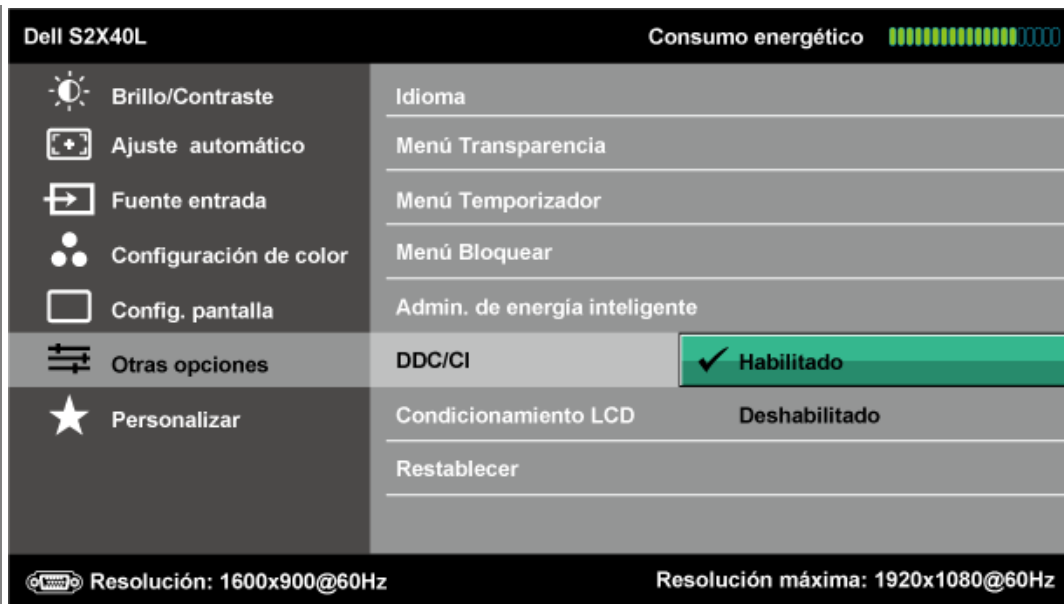 Dell S2X40L
Consumo energético
Brillo/Contraste
Ajuste automático
Fuente entrada
Configuración de color
Config. pantalla
Otras opciones
Personalizar
Idioma
Menú Transparencia
Menú Temporizador
Menú Bloquear
Admin. de energía inteligente
DDC/CI
Habilitado
Condicionamiento LCD
Deshabilitado
Restablecer
Resolución: 1600x900@60Hz
Resolución máxima: 1920x1080@60Hz